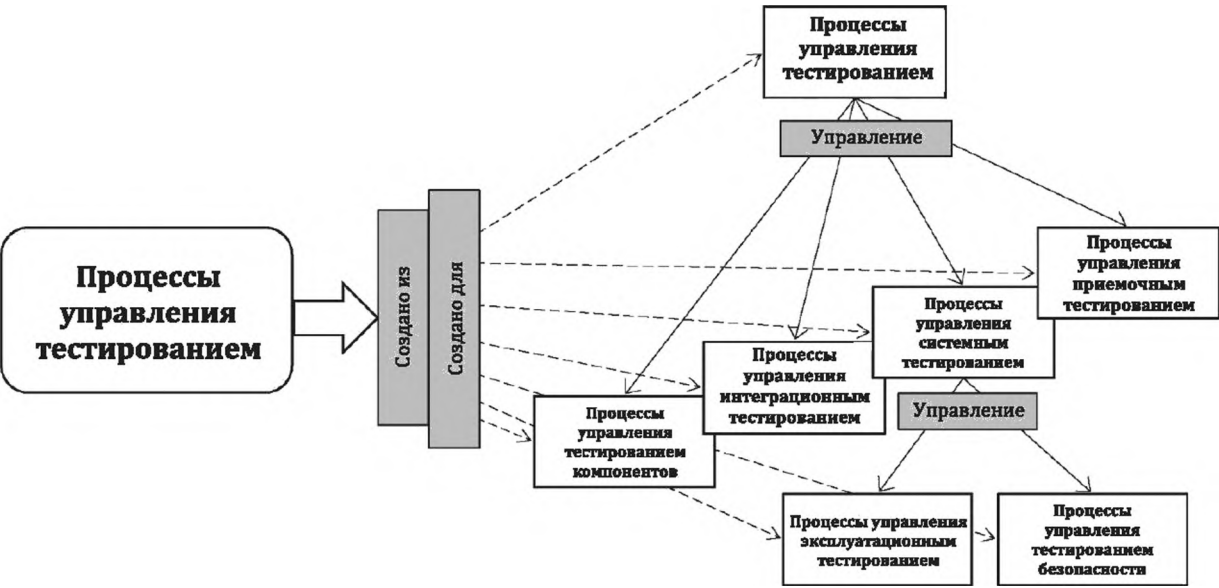 Процессы
управления
тестированием
Управление
Процессы
управления
тестированием
Создано из
Создано для
Процессы
управления
приемочным
тестированием
Процессы
управления
системным
тестированием
Процессы
управления
интеграционным
тестированием
Управление
Процессы
управления
тестированием
компонентов
Процессы управления
эксплуатационным
тестированием
Процессы
управления
тестированием
безопасности